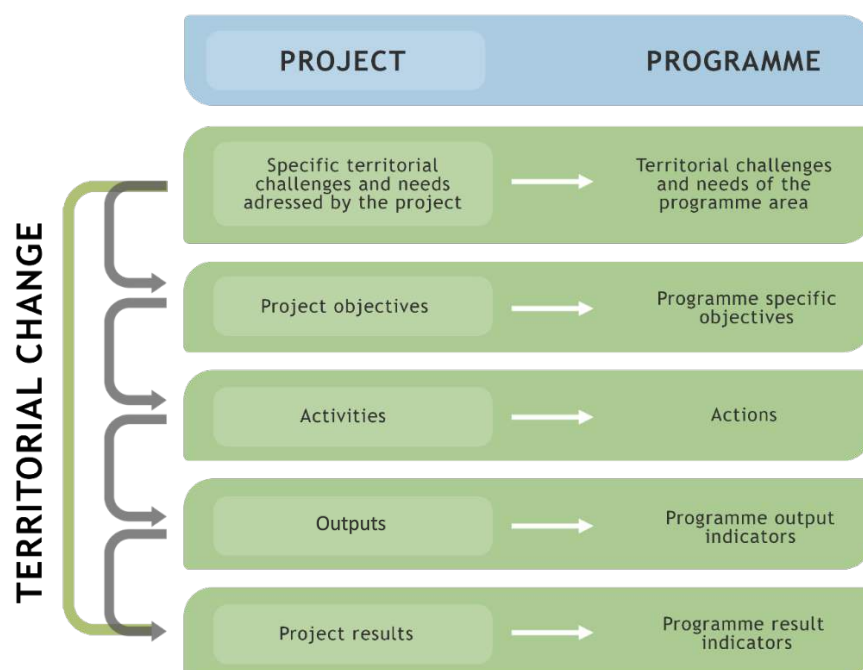 PROJECT
PROGRAMME
TERRITORIAL CHANGE
Specific territorial
challenges and needs
adressed by the project
Territorial challenges
and needs of the
programme area
Project objectives
Programme specific
objectives
Activities
Actions
Outputs
Programme output
indicators
Project results
Programme result
indicators